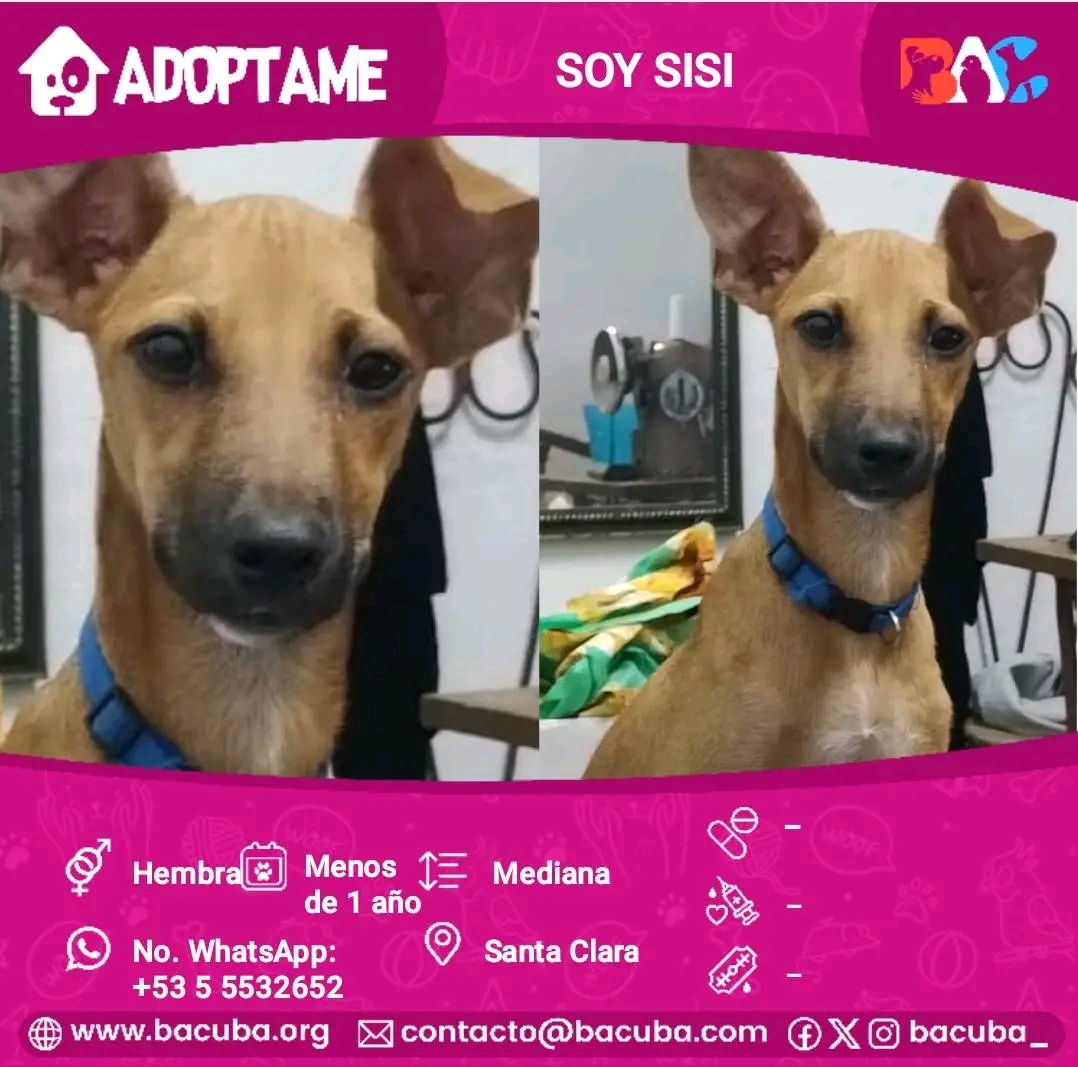 ADOPTAME
SOY SISI
BAC
Hembra
Menos
de 1 año
Mediana
-
-
-
No. WhatsApp:
+53 5 5532652
Santa Clara
www.bacuba.org
contacto@bacuba.com
bacuba_
WOOF